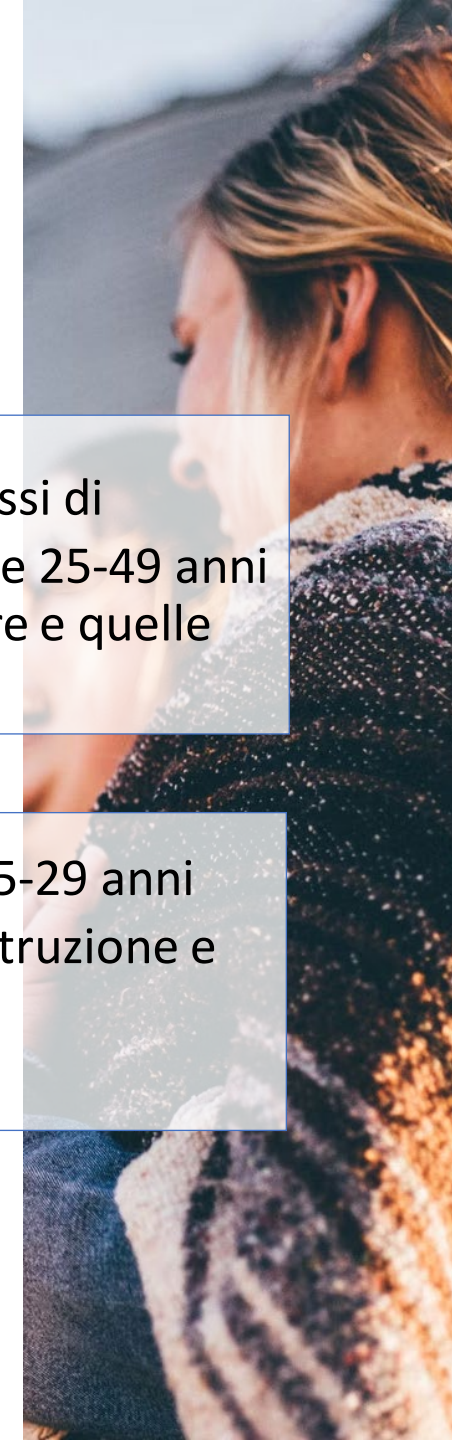 ssi di
e 25-49 anni
re e quelle
5-29 anni
truzione e